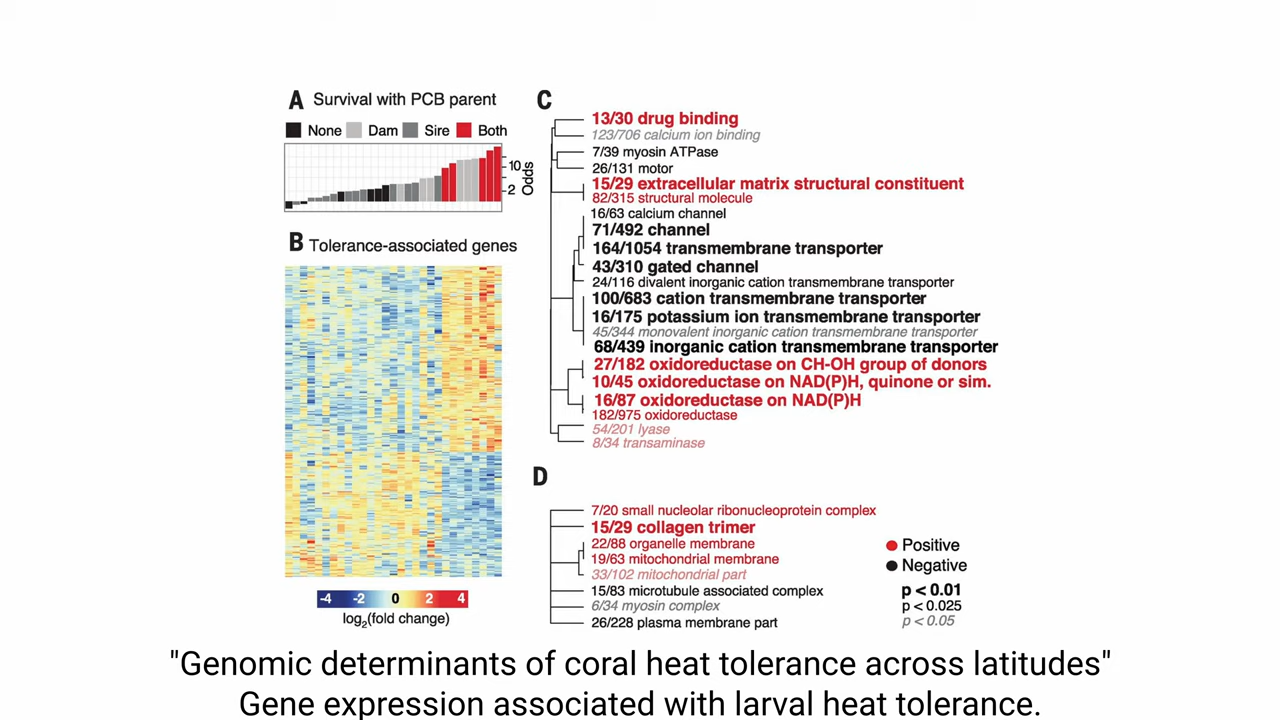 A Survival with PCB parent
None Dam Sire Both
10
2
Odds
B Tolerance-associated genes
-4 -2 0 2 4
log2(fold change)
C
13/30 drug binding
123/706 calcium ion binding
7/39 myosin ATPase
26/131 motor
15/29 extracellular matrix structural constituent
82/315 structural molecule
16/63 calcium channel
71/492 channel
164/1054 transmembrane transporter
43/310 gated channel
24/116 divalent inorganic cation transmembrane transporter
100/683 cation transmembrane transporter
16/175 potassium ion transmembrane transporter
45/344 monovalent inorganic cation transmembrane transporter
68/439 inorganic cation transmembrane transporter
27/182 oxidoreductase on CH-OH group of donors
10/45 oxidoreductase on NAD(P)H, quinone or sim.
16/87 oxidoreductase on NAD(P)H
182/975 oxidoreductase
54/201 lyase
8/34 transaminase
D
7/20 small nucleolar ribonucleoprotein complex
15/29 collagen trimer
22/88 organelle membrane
19/63 mitochondrial membrane
33/102 mitochondrial part
15/83 microtubule associated complex
6/34 myosin complex
26/228 plasma membrane part
Positive
Negative
p < 0.01
p < 0.025
p < 0.05
"Genomic determinants of coral heat tolerance across latitudes"
Gene expression associated with larval heat tolerance.